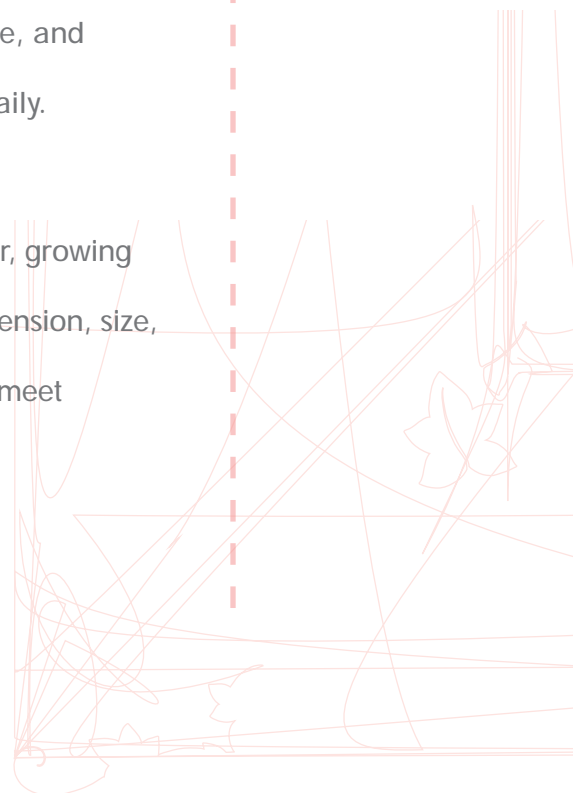 e, and
aily.
r, growing
ension, size,
meet